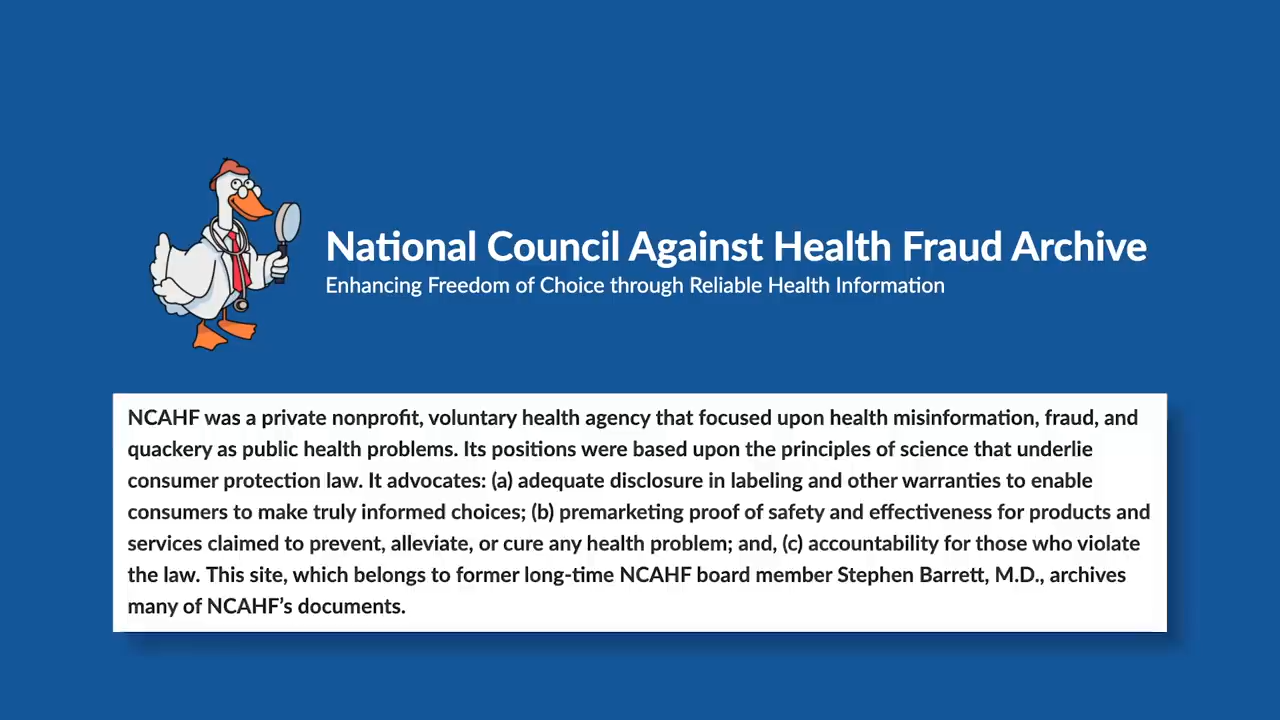 National Council Against Health Fraud Archive
Enhancing Freedom of Choice through Reliable Health Information
NCAHF was a private nonprofit, voluntary health agency that focused upon health misinformation, fraud, and
quackery as public health problems. Its positions were based upon the principles of science that underlie
consumer protection law. It advocates: (a) adequate disclosure in labeling and other warranties to enable
consumers to make truly informed choices; (b) premarketing proof of safety and effectiveness for products and
services claimed to prevent, alleviate, or cure any health problem; and, (c) accountability for those who violate
the law. This site, which belongs to former long-time NCAHF board member Stephen Barrett, M.D., archives
many of NCAHF’s documents.